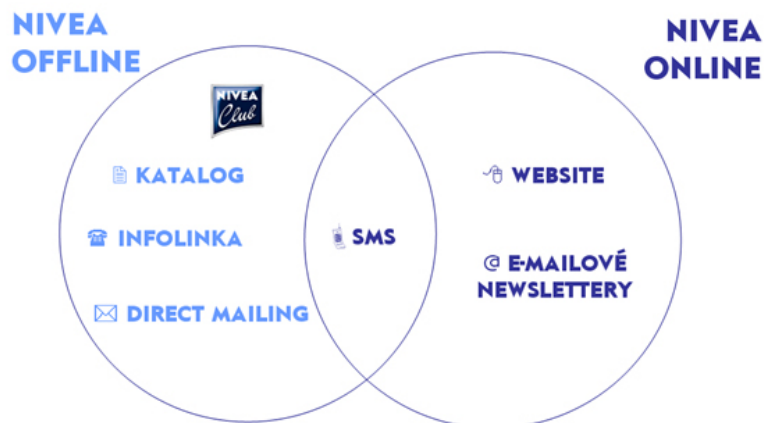 NIVEA
OFFLINE
NIVEA
ONLINE
NIVEA
Club
KATALOG
WEBSITE
INFOLINKA
SMS
@ E-MAILOVÉ
NEWSLETTERY
DIRECT MAILING